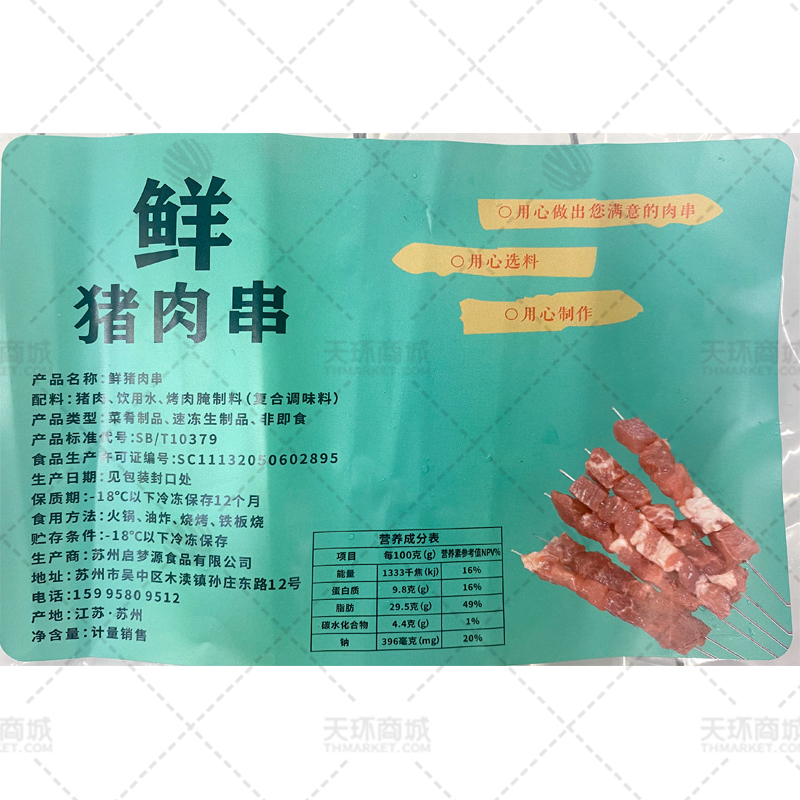 鲜
猪肉串
○用心做出您满意的肉串
○用心选料
○用心制作
产品名称:鲜猪肉串
配料:猪肉、饮用水、烤肉腌制料(复合调味料)
产品类型:菜肴制品、速冻生制品、非即食
产品标准代号:SB/T10379
食品生产许可证编号:SC11132050602895
生产日期:见包装封口处
保质期:-18℃以下冷冻保存12个月
食用方法:火锅、油炸、烧烤、铁板烧
贮存条件:-18℃以下冷冻保存
生产商:苏州启梦源食品有限公司
地址:苏州市吴中区木渎镇孙庄东路12号
电话:15995809512
产地:江苏·苏州
净含量:计量销售
营养成分表
项目 每100克(g) 营养素参考值NPV%
能量 1333千焦(kj) 16%
蛋白质 9.8克(g) 16%
脂肪 29.5克(g) 49%
碳水化合物 4.4克(g) 1%
钠 396毫克(mg) 20%
天环商城
THMARKET.COM